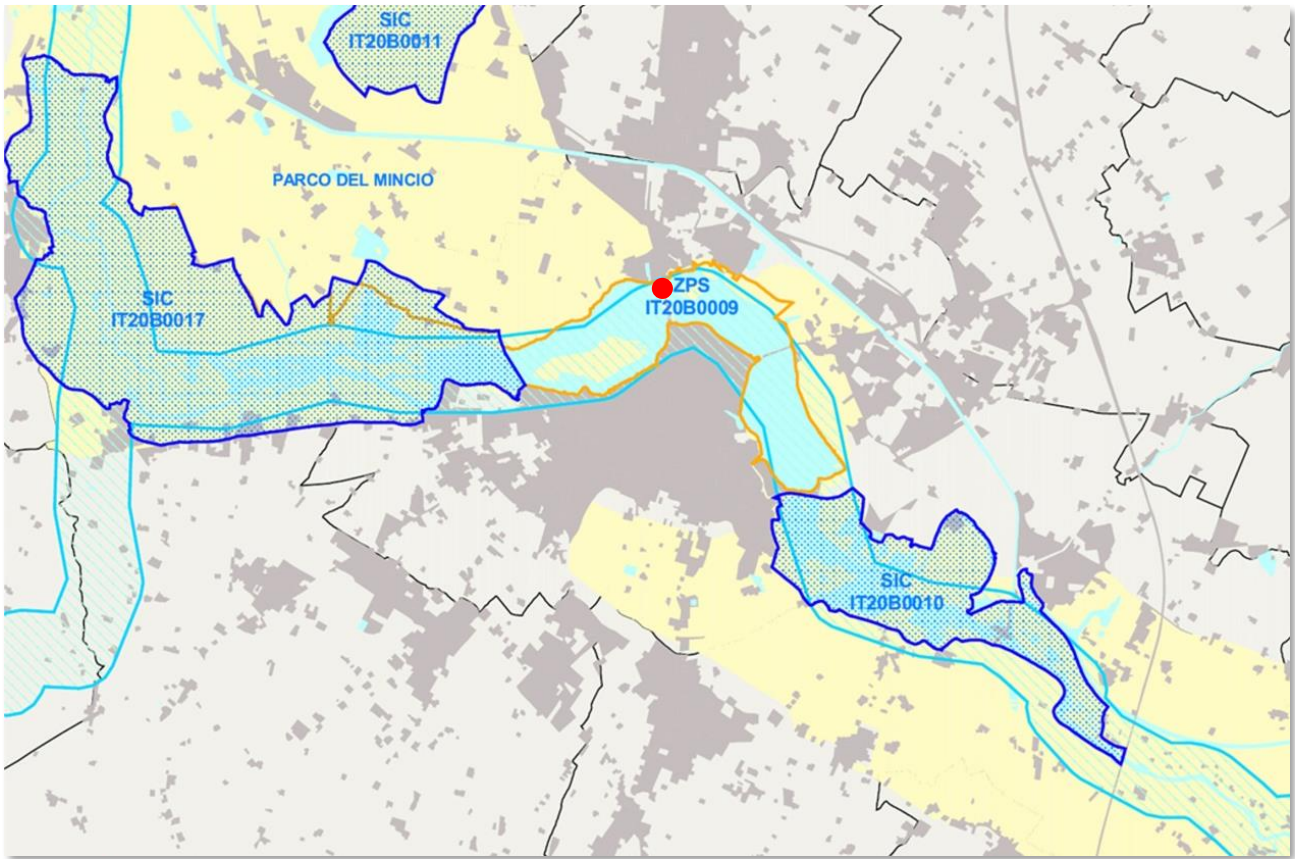 SIC
IT20B0011
PARCO DEL MINCIO
ZPS
IT20B0009
SIC
IT20B0017
SIC
IT20B0010